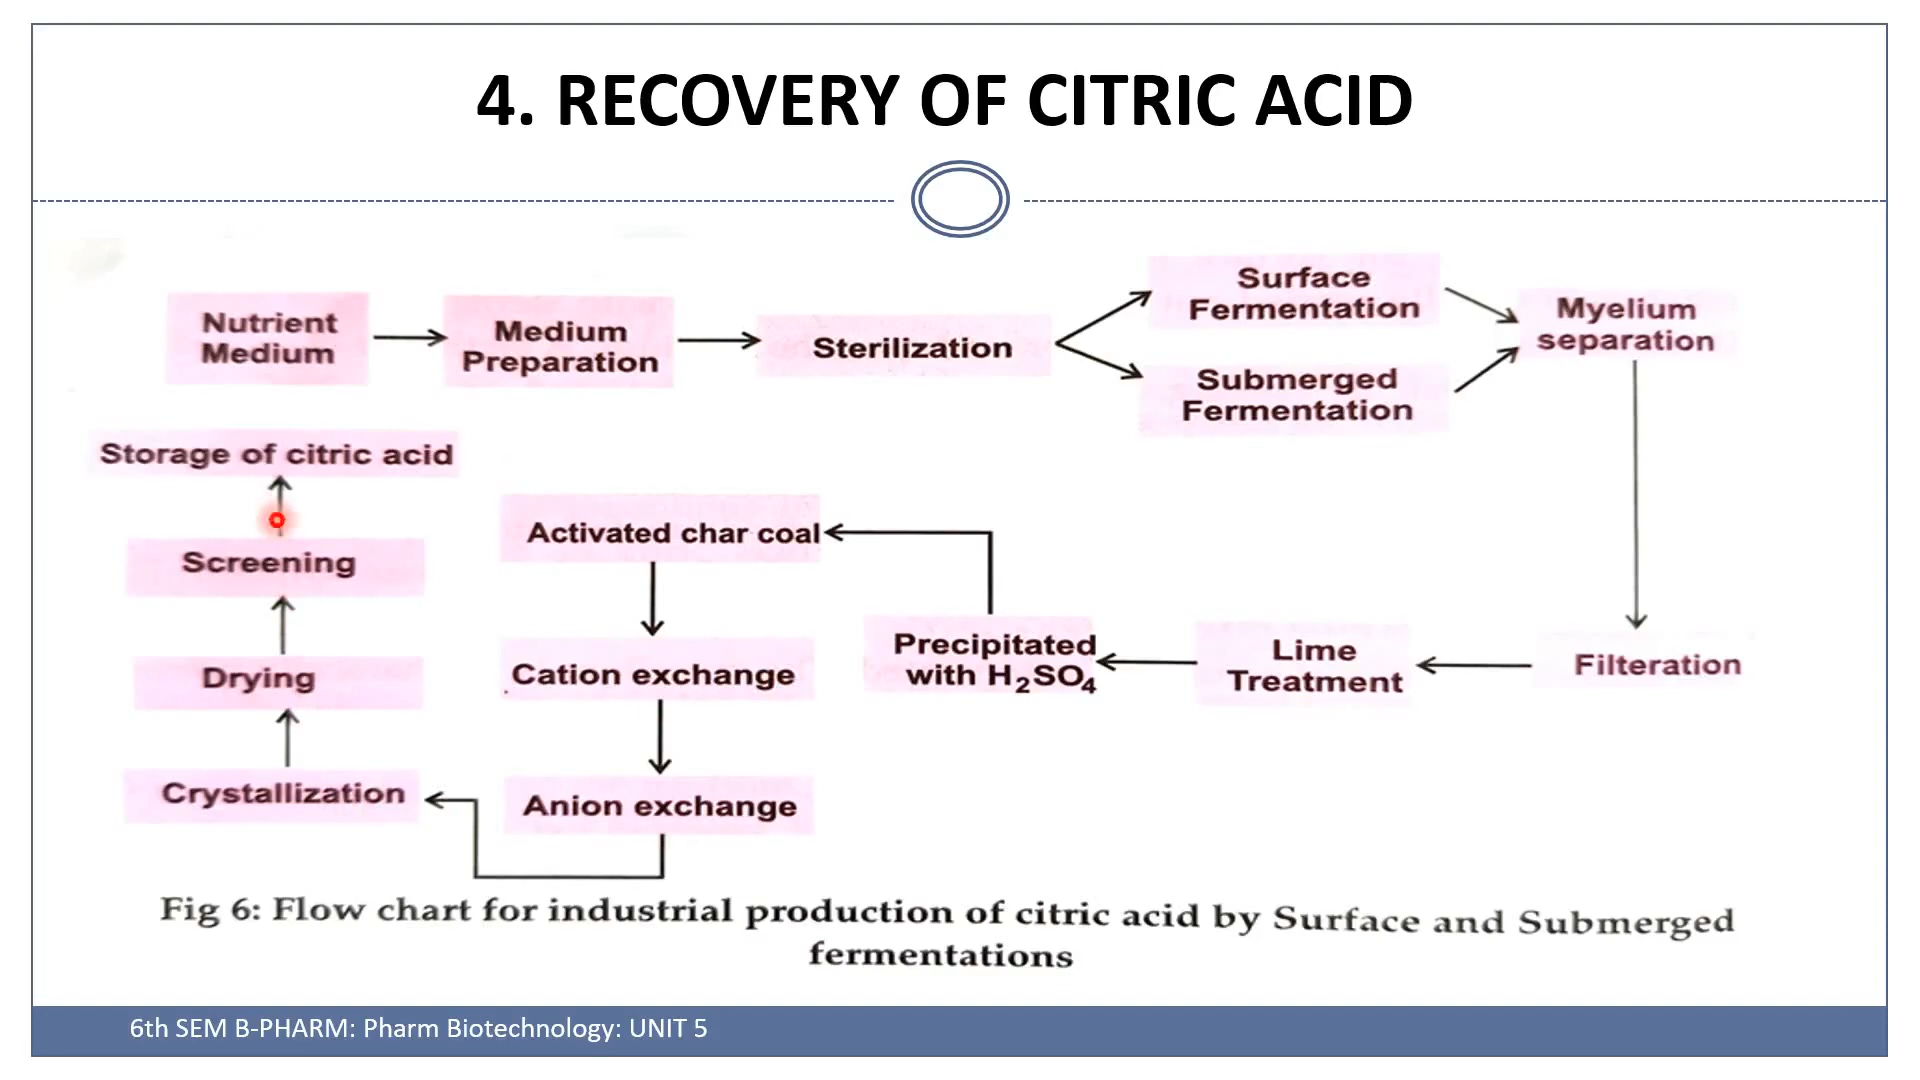 4. RECOVERY OF CITRIC ACID
Nutrient
Medium
Medium
Preparation
Sterilization
Surface
Fermentation
Submerged
Fermentation
Myelium
separation
Filteration
Lime
Treatment
Precipitated
with H₂SO₄
Activated char coal
Cation exchange
Anion exchange
Crystallization
Drying
Screening
Storage of citric acid
Fig 6: Flow chart for industrial production of citric acid by Surface and Submerged
fermentations
6th SEM B-PHARM: Pharm Biotechnology: UNIT 5